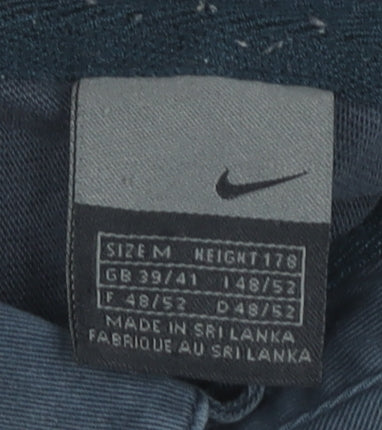 SIZE M HEIGHT 178
GB 39/41 I 48/52
F 48/52 D 48/52
MADE IN SRI LANKA
FABRIQUE AU SRI LANKA